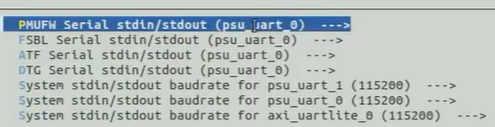 PMUFW Serial stdin/stdout (psu_uart_0)  --->
FSBL Serial stdin/stdout (psu_uart_0)  --->
ATF Serial stdin/stdout (psu_uart_0)  --->
DTG Serial stdin/stdout (psu_uart_0)  --->
System stdin/stdout baudrate for psu_uart_1 (115200)  --->
System stdin/stdout baudrate for psu_uart_0 (115200)  --->
System stdin/stdout baudrate for axi_uartlite_0 (115200)  --->